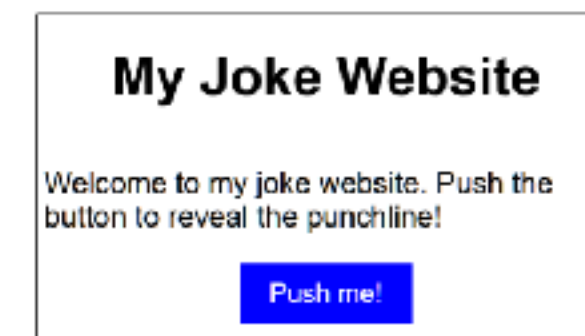 My Joke Website
Welcome to my joke website. Push the
button to reveal the punchline!
Push me!